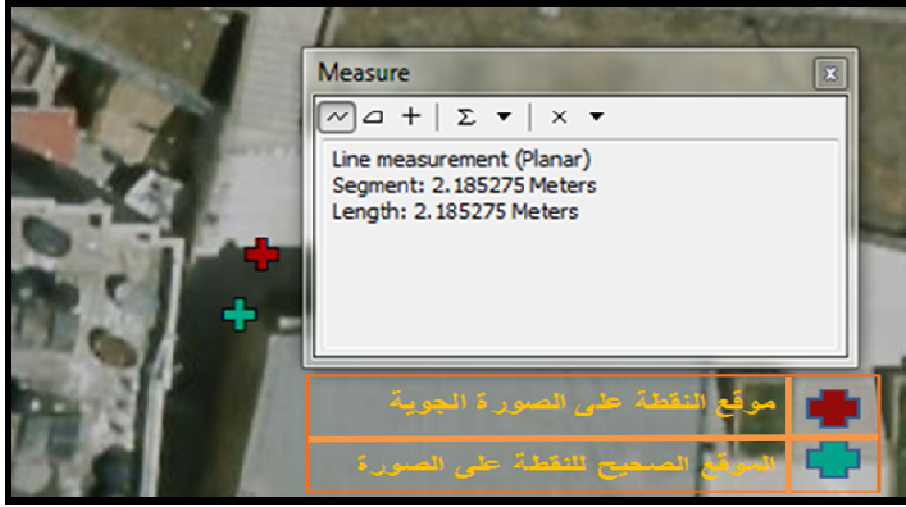 Measure
Line measurement (Planar)
Segment: 2.185275 Meters
Length: 2.185275 Meters
موقع النقطة على الصورة الجوية
الموقع الصحيح للنقطة على الصورة